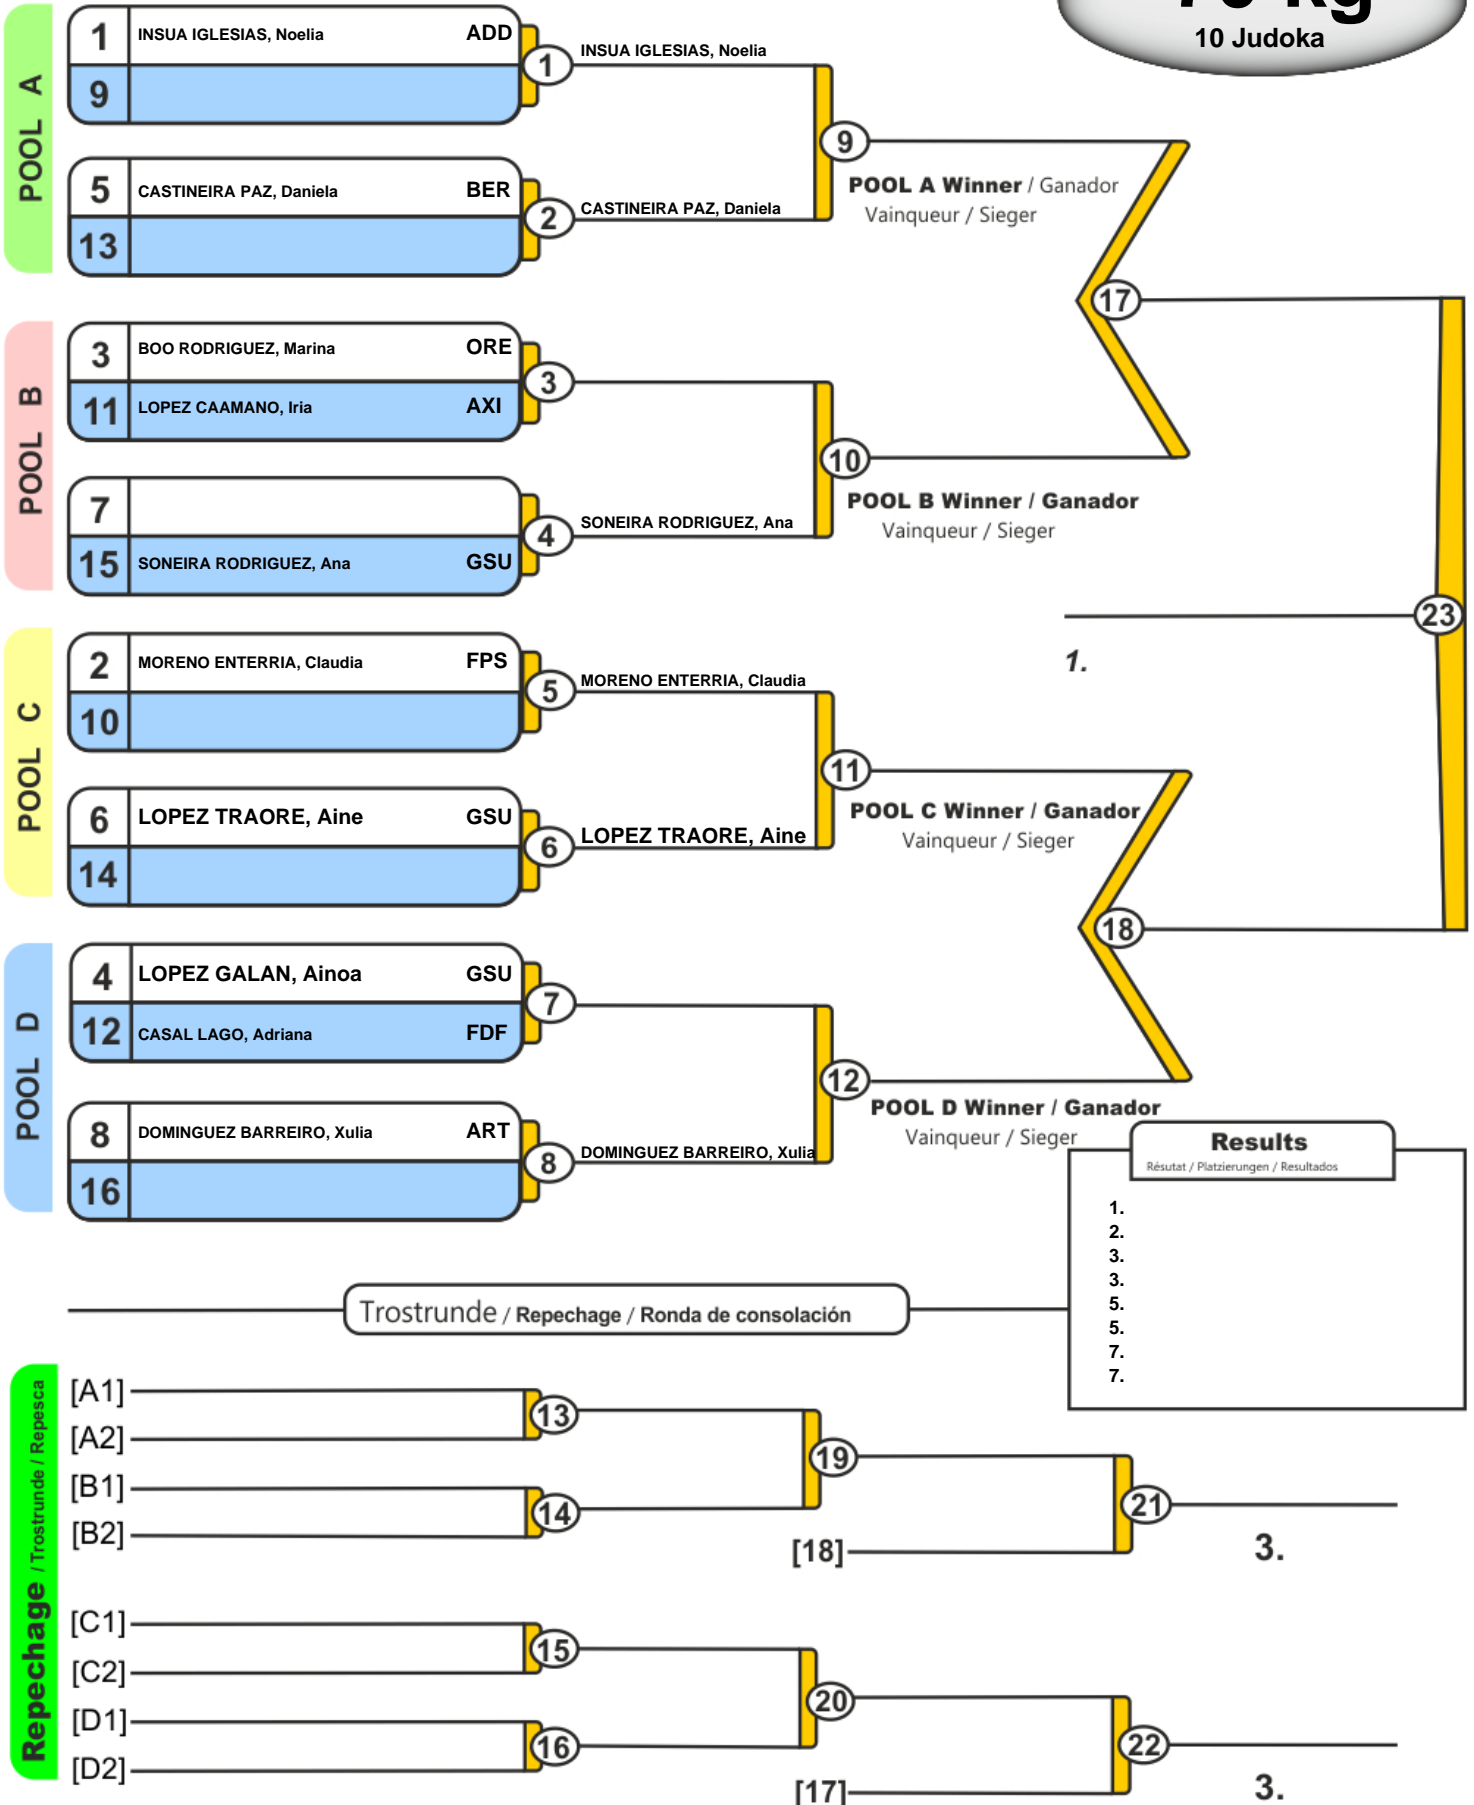 kg
10 Judoka
POOL A
1 INSUA IGLESIAS, Noelia ADD
9
1 INSUA IGLESIAS, Noelia
5 CASTINEIRA PAZ, Daniela BER
13
2 CASTINEIRA PAZ, Daniela
9
POOL A Winner / Ganador
Vainqueur / Sieger
POOL B
3 BOO RODRIGUEZ, Marina ORE
11 LOPEZ CAAMANO, Iria AXI
3
7
15 SONEIRA RODRIGUEZ, Ana GSU
4 SONEIRA RODRIGUEZ, Ana
10
POOL B Winner / Ganador
Vainqueur / Sieger
17
23
1.
POOL C
2 MORENO ENTERRIA, Claudia FPS
10
5 MORENO ENTERRIA, Claudia
6 LOPEZ TRAORE, Aine GSU
14
6 LOPEZ TRAORE, Aine
11
POOL C Winner / Ganador
Vainqueur / Sieger
18
POOL D
4 LOPEZ GALAN, Ainoa GSU
12 CASAL LAGO, Adriana FDF
7
8 DOMINGUEZ BARREIRO, Xulia ART
16
8 DOMINGUEZ BARREIRO, Xulia
12
POOL D Winner / Ganador
Vainqueur / Sieger
Results
Résutat / Platzierungen / Resultados
1.
2.
3.
3.
5.
5.
7.
7.
Trostrunde / Repechage / Ronda de consolación
Repechage / Trostrunde / Repesca
[A1]
[A2]
13
[B1]
[B2]
14
19
[18]
21
3.
[C1]
[C2]
15
[D1]
[D2]
16
20
[17]
22
3.